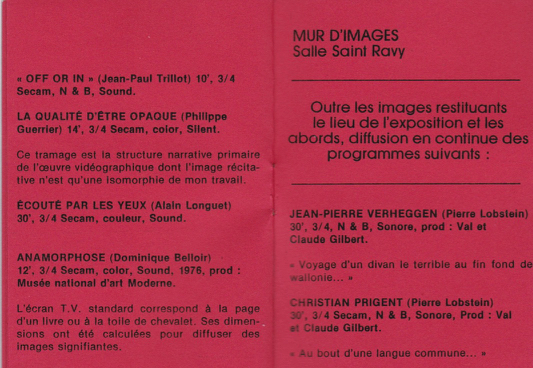 « OFF OR IN » (Jean-Paul Trillot) 10', 3/4
Secam, N & B, Sound.
LA QUALITÉ D'ÊTRE OPAQUE (Philippe
Guerrier) 14', 3/4 Secam, color, Silent.
Ce tramage est la structure narrative primaire
de l'œuvre vidéographique dont l'image récita-
tive n'est qu'une isomorphie de mon travail.
ÉCOUTÉ PAR LES YEUX (Alain Longuet)
30', 3/4 Secam, couleur, Sound.
ANAMORPHOSE (Dominique Belloir)
12', 3/4 Secam, color, Sound, 1976, prod :
Musée national d'art Moderne.
L'écran T.V. standard correspond à la page
d'un livre ou à la toile de chevalet. Ses dimen-
sions ont été calculées pour diffuser des
images signifiantes.
MUR D'IMAGES
Salle Saint Ravy
Outre les images restituants
le lieu de l'exposition et les
abords, diffusion en continue des
programmes suivants :
JEAN-PIERRE VERHEGGEN (Pierre Lobstein)
30', 3/4, N & B, Sonore, prod : Val et
Claude Gilbert.
« Voyage d'un divan le terrible au fin fond de
wallonie... »
CHRISTIAN PRIGENT (Pierre Lobstein)
30', 3/4 Secam, N & B, Sonore, Prod : Val
et Claude Gilbert.
« Au bout d'une langue commune... »